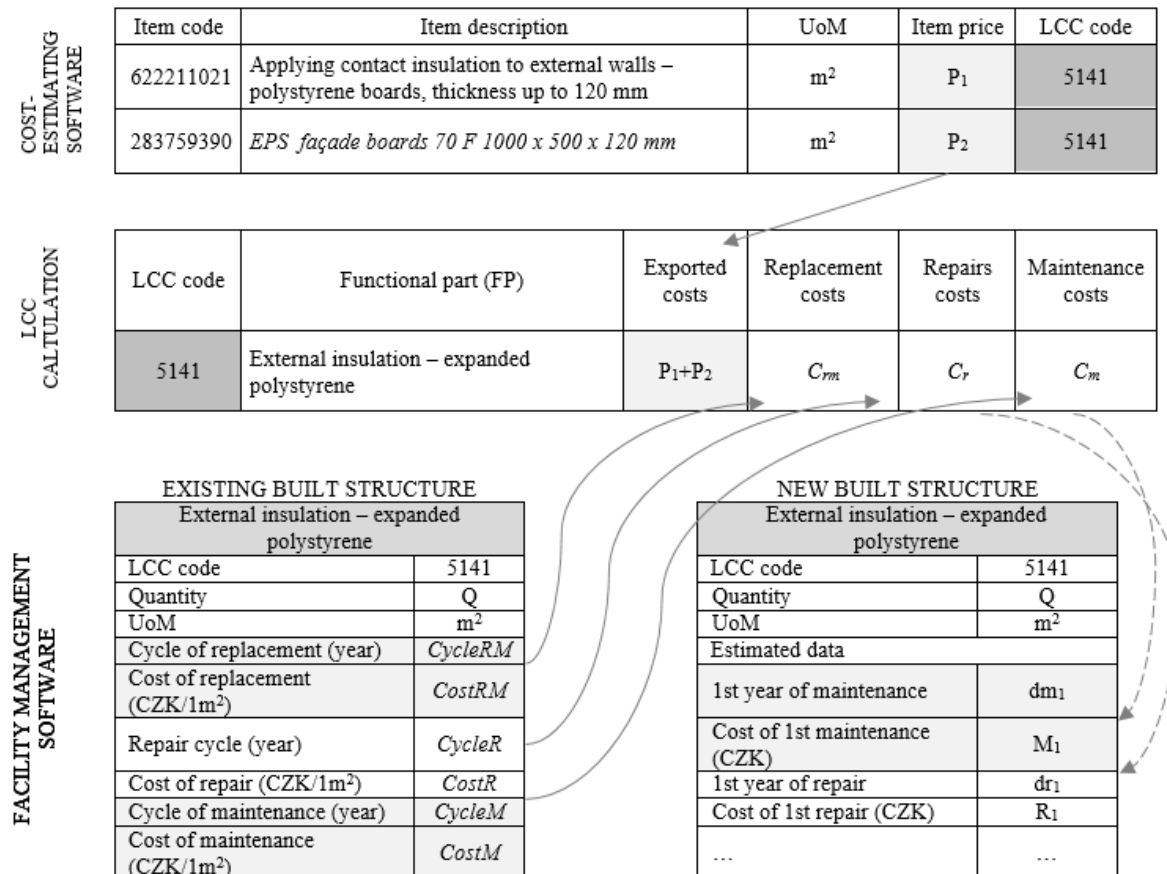 COST-
ESTIMATING
SOFTWARE
Item code Item description UoM Item price LCC code
622211021 Applying contact insulation to external walls –
polystyrene boards, thickness up to 120 mm m² P₁ 5141
283759390 EPS façade boards 70 F 1000 x 500 x 120 mm m² P₂ 5141
LCC
CALTULATION
LCC code Functional part (FP) Exported
costs Replacement
costs Repairs
costs Maintenance
costs
5141 External insulation – expanded
polystyrene P₁+P₂ Crm Cr Cm
FACILITY MANAGEMENT
SOFTWARE
EXISTING BUILT STRUCTURE
External insulation – expanded
polystyrene
LCC code 5141
Quantity Q
UoM m²
Cycle of replacement (year) CycleRM
Cost of replacement
(CZK/1m²) CostRM
Repair cycle (year) CycleR
Cost of repair (CZK/1m²) CostR
Cycle of maintenance (year) CycleM
Cost of maintenance
(CZK/1m²) CostM
NEW BUILT STRUCTURE
External insulation – expanded
polystyrene
LCC code 5141
Quantity Q
UoM m²
Estimated data
1st year of maintenance dm₁
Cost of 1st maintenance
(CZK) M₁
1st year of repair dr₁
Cost of 1st repair (CZK) R₁
... ...